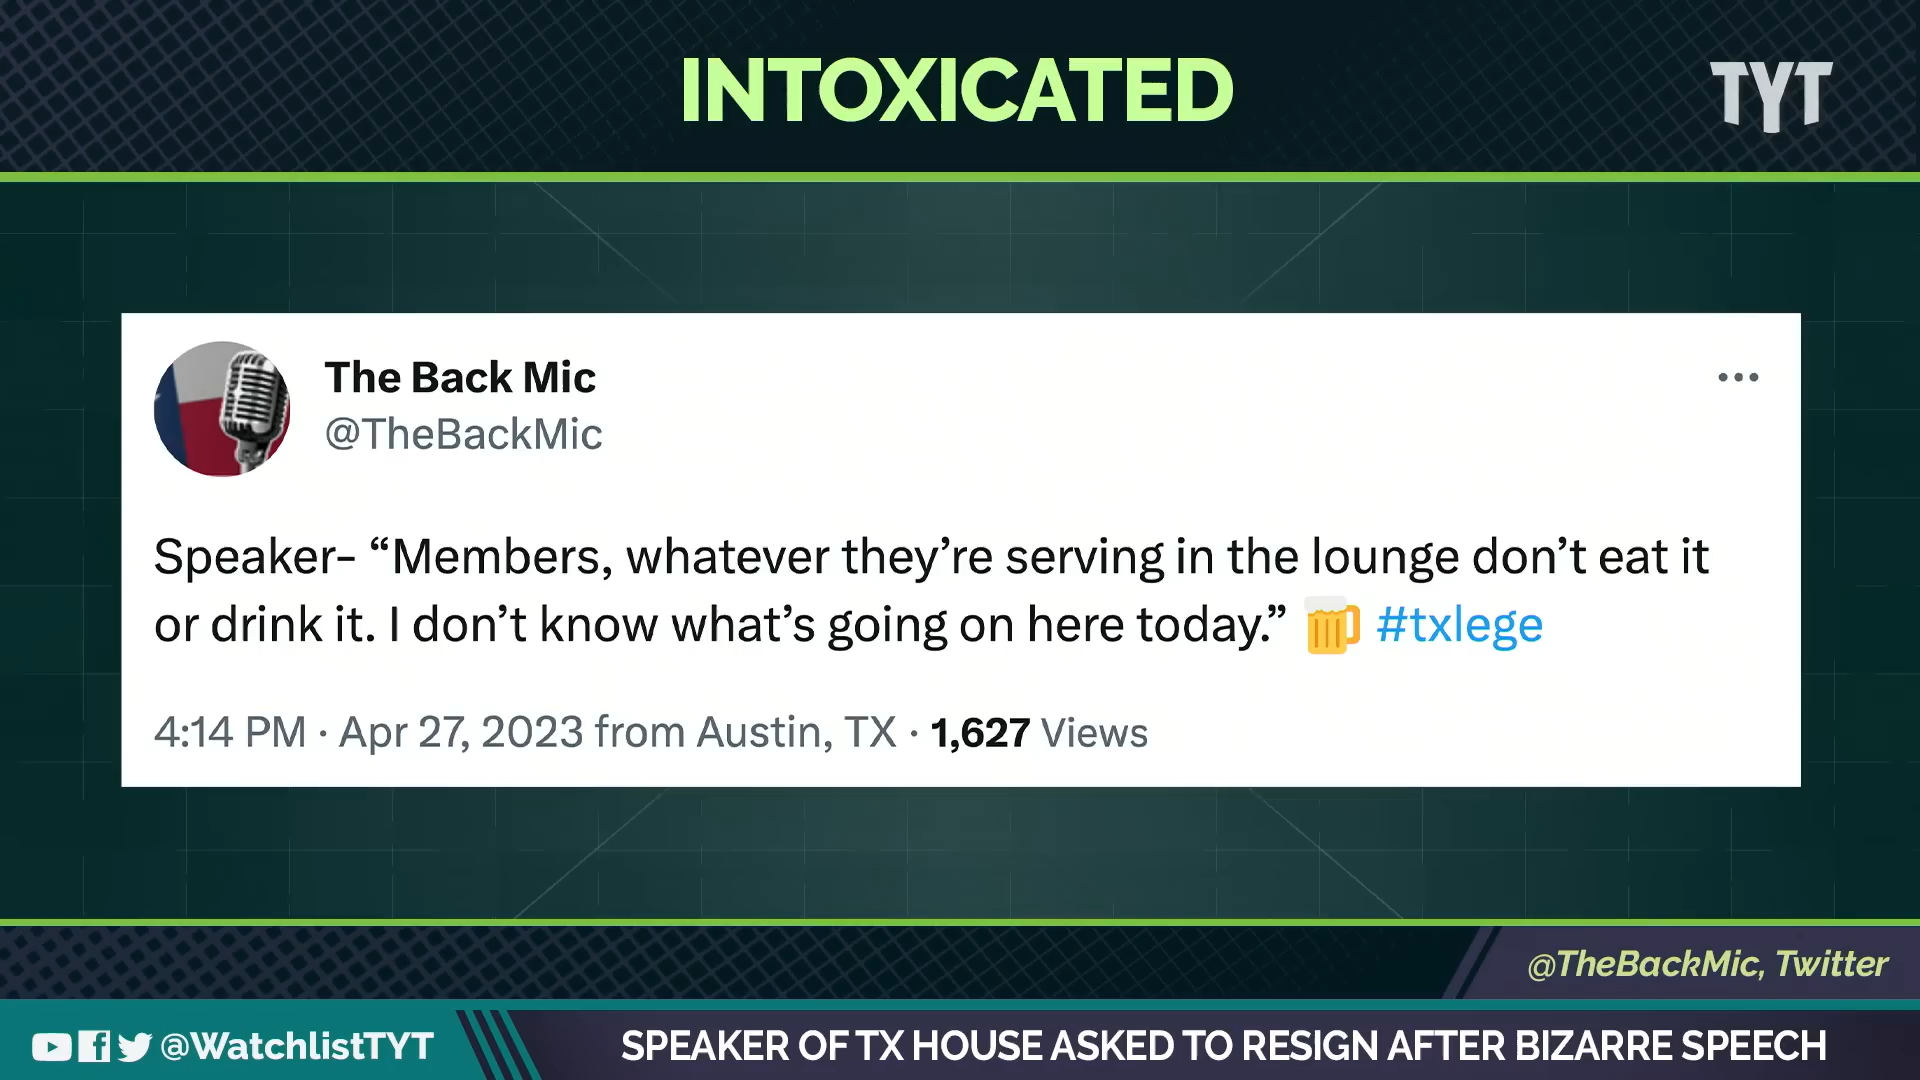 INTOXICATED
TYT
The Back Mic
@TheBackMic
Speaker– “Members, whatever they’re serving in the lounge don’t eat it
or drink it. I don’t know what’s going on here today.” 🍺 #txlege
4:14 PM · Apr 27, 2023 from Austin, TX · 1,627 Views
@TheBackMic, Twitter
@WatchlistTYT
SPEAKER OF TX HOUSE ASKED TO RESIGN AFTER BIZARRE SPEECH